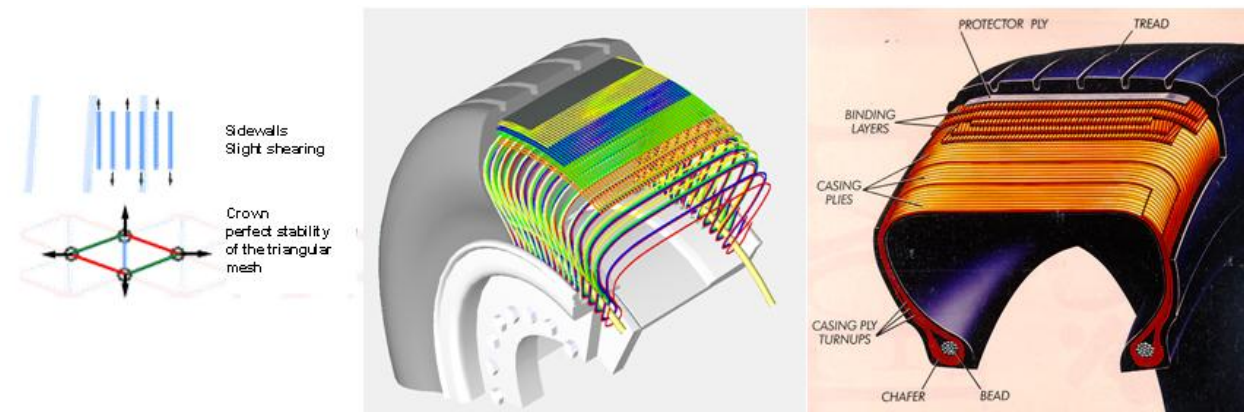 Sidewalls
Slight shearing
Crown
perfect stability
of the triangular
mesh
PROTECTOR PLY
TREAD
BINDING
LAYERS
CASING
PLIES
CASING PLY
TURNUPS
CHAFER
BEAD